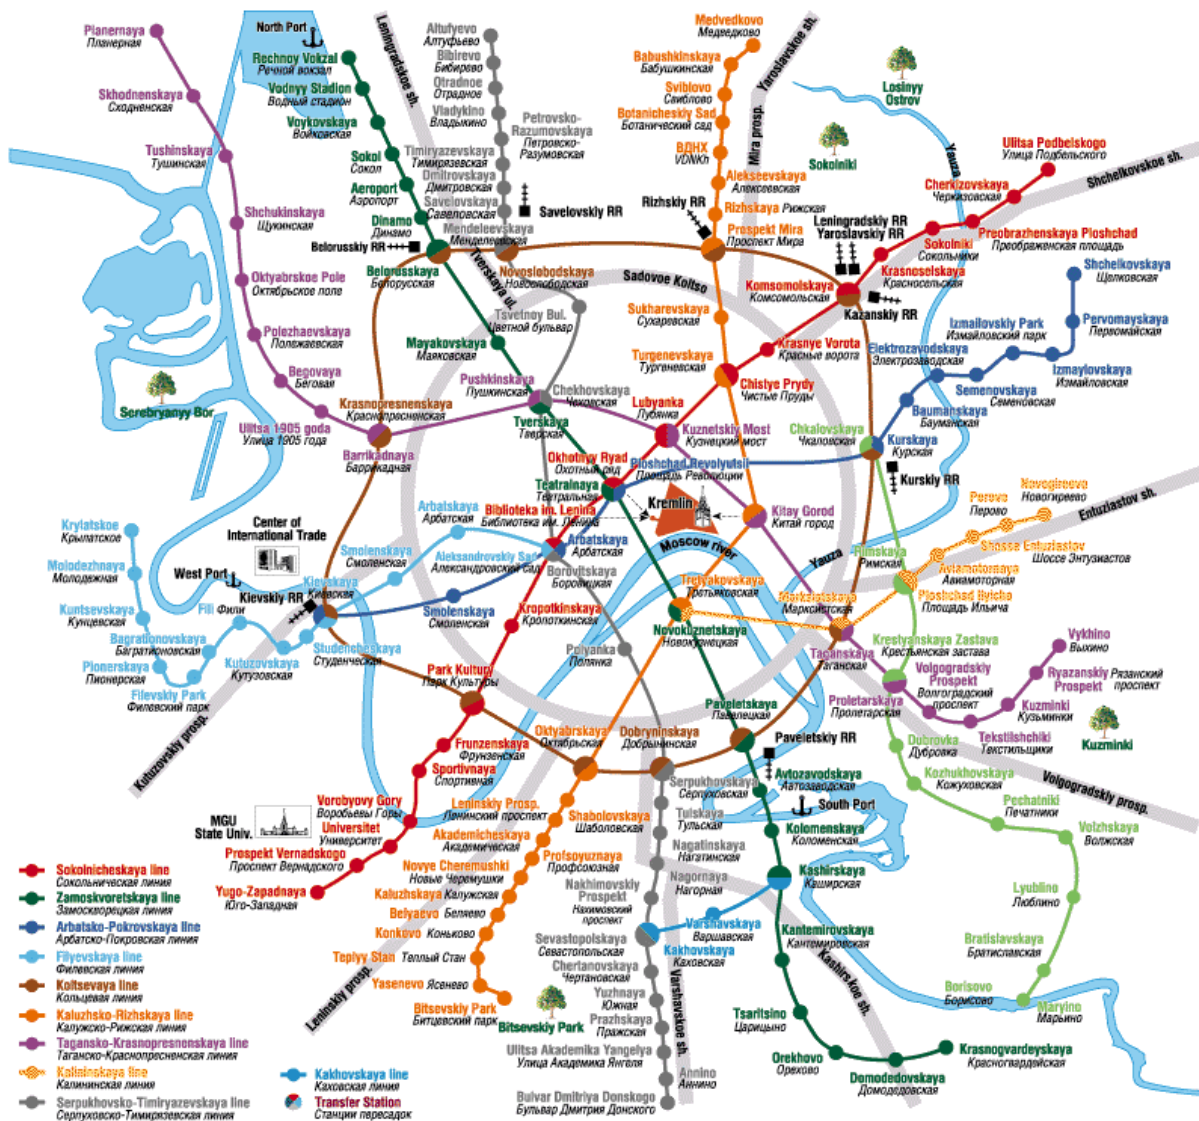 Planernaya
Планерная
North Port
Rechnoy Vokzal
Речной вокзал
Vodnyy Stadion
Водный стадион
Voykovskaya
Войковская
Sokol
Сокол
Aeroport
Аэропорт
Dinamo
Динамо
Belorusskiy RR
Belorusskaya
Белорусская
Leningradskoe sh.
Skhodnenskaya
Сходненская
Tushinskaya
Тушинская
Shchukinskaya
Щукинская
Oktyabrskoe Pole
Октябрьское поле
Polezhaevskaya
Полежаевская
Begovaya
Беговая
Ulitsa 1905 goda
Улица 1905 года
Serebryanyy Bor
Krasnopresnenskaya
Краснопресненская
Barrikadnaya
Баррикадная
Altufyevo
Алтуфьево
Bibirevo
Бибирево
Otradnoe
Отрадное
Vladykino
Владыкино
Petrovsko-
Razumovskaya
Петровско-
Разумовская
Timiryazevskaya
Тимирязевская
Dmitrovskaya
Дмитровская
Savelovskaya
Савеловская
Savelovskiy RR
Mendeleevskaya
Менделеевская
Novoslobodskaya
Новослободская
Tverskaya ul.
Tsvetnoy Bul.
Цветной бульвар
Mayakovskaya
Маяковская
Pushkinskaya
Пушкинская
Chekhovskaya
Чеховская
Tverskaya
Тверская
Medvedkovo
Медведково
Babushkinskaya
Бабушкинская
Sviblovo
Свиблово
Botanicheskiy Sad
Ботанический сад
ВДНХ
VDNKh
Alekseevskaya
Алексеевская
Rizhskiy RR
Rizhskaya Рижская
Prospekt Mira
Проспект Мира
Mira prosp.
Yaroslavskoe sh.
Sadovoe Koltso
Sukharevskaya
Сухаревская
Turgenevskaya
Тургеневская
Chistye Prydy
Чистые Пруды
Losinyy
Ostrov
Sokolniki
Yauza
Ulitsa Podbelskogo
Улица Подбельского
Shchelkovskoe sh.
Cherkizovskaya
Черкизовская
Preobrazhenskaya Ploshchad
Преображенская площадь
Sokolniki
Сокольники
Krasnoselskaya
Красносельская
Leningradskiy RR
Yaroslavskiy RR
Komsomolskaya
Комсомольская
Kazanskiy RR
Krasnye Vorota
Красные ворота
Lubyanka
Лубянка
Kuznetskiy Most
Кузнецкий мост
Okhotnyy Ryad
Охотный ряд
Teatralnaya
Театральная
Ploshchad Revolyutsii
Площадь Революции
Shchelkovskaya
Щелковская
Pervomayskaya
Первомайская
Izmailovskiy Park
Измайловский парк
Izmaylovskaya
Измайловская
Elektrozavodskaya
Электрозаводская
Semenovskaya
Семеновская
Baumanskaya
Бауманская
Chkalovskaya
Чкаловская
Kurskaya
Курская
Kurskiy RR
Kremlin
Kitay Gorod
Китай город
Moscow river
Yauza
Biblioteka im. Lenina
Библиотека им. Ленина
Arbatskaya
Арбатская
Borovitskaya
Боровицкая
Aleksandrovskiy Sad
Александровский сад
Arbatskaya
Арбатская
Smolenskaya
Смоленская
Smolenskaya
Смоленская
Kievskaya
Киевская
Kievskiy RR
Center of
International Trade
West Port
Krylatskoe
Крылатское
Molodezhnaya
Молодежная
Kuntsevskaya
Кунцевская
Bagrationovskaya
Багратионовская
Pionerskaya
Пионерская
Filevskiy Park
Филевский парк
Fili Фили
Kutuzovskaya
Кутузовская
Studencheskaya
Студенческая
Kutuzovskiy prosp.
Kropotkinskaya
Кропоткинская
Polyanka
Полянка
Tretyakovskaya
Третьяковская
Novokuznetskaya
Новокузнецкая
Marksistskaya
Марксистская
Taganskaya
Таганская
Novogireevo
Новогиреево
Perovo
Перово
Entuziastov sh.
Shosse Entuziastov
Шоссе Энтузиастов
Aviamotornaya
Авиамоторная
Rimskaya
Римская
Ploshchad Ilyicha
Площадь Ильича
Krestyanskaya Zastava
Крестьянская застава
Proletarskaya
Пролетарская
Volgogradskiy
Prospekt
Волгоградский
проспект
Vykhino
Выхино
Ryazanskiy
Prospekt
Рязанский
проспект
Kuzminki
Кузьминки
Tekstilshchiki
Текстильщики
Kuzminki
Volgogradskiy prosp.
Dubrovka
Дубровка
Kozhukhovskaya
Кожуховская
Pechatniki
Печатники
Volzhskaya
Волжская
Lyublino
Люблино
Bratislavskaya
Братиславская
Borisovo
Борисово
Maryino
Марьино
Park Kultury
Парк Культуры
Frunzenskaya
Фрунзенская
Sportivnaya
Спортивная
Vorobyovy Gory
Воробьевы Горы
Universitet
Университет
MGU
State Univ.
Prospekt Vernadskogo
Проспект Вернадского
Yugo-Zapadnaya
Юго-Западная
Oktyabrskaya
Октябрьская
Dobryninskaya
Добрынинская
Paveletskaya
Павелецкая
Paveletskiy RR
Serpukhovskaya
Серпуховская
Tulskaya
Тульская
Nagatinskaya
Нагатинская
Nagornaya
Нагорная
Nakhimovskiy
Prospekt
Нахимовский
проспект
Leninskiy Prosp.
Ленинский проспект
Shabolovskaya
Шаболовская
Akademicheskaya
Академическая
Profsoyuznaya
Профсоюзная
Novye Cheremushki
Новые Черемушки
Kaluzhskaya Калужская
Belyaevo Беляево
Konkovo Коньково
Teplyy Stan Теплый Стан
Yasenevo Ясенево
Bitsevskiy Park
Битцевский парк
Bitsevskiy Park
Leninskiy prosp.
Avtozavodskaya
Автозаводская
South Port
Kolomenskaya
Коломенская
Kashirskaya
Каширская
Varshavskaya
Варшавская
Kakhovskaya
Каховская
Kantemirovskaya
Кантемировская
Kashirskoe sh.
Tsaritsino
Царицыно
Orekhovo
Орехово
Domodedovskaya
Домодедовская
Krasnogvardeyskaya
Красногвардейская
Sevastopolskaya
Севастопольская
Chertanovskaya
Чертановская
Yuzhnaya
Южная
Prazhskaya
Пражская
Ulitsa Akademika Yangelya
Улица Академика Янгеля
Annino
Аннино
Bulvar Dmitriya Donskogo
Бульвар Дмитрия Донского
Varshavskoe sh.
Sokolnicheskaya line
Сокольническая линия
Zamoskvoretskaya line
Замоскворецкая линия
Arbatsko-Pokrovskaya line
Арбатско-Покровская линия
Filyevskaya line
Филевская линия
Koltsevaya line
Кольцевая линия
Kaluzhsko-Rizhskaya line
Калужско-Рижская линия
Tagansko-Krasnopresnenskaya line
Таганско-Краснопресненская линия
Kalininskaya line
Калининская линия
Serpukhovsko-Timiryazevskaya line
Серпуховско-Тимирязевская линия
Kakhovskaya line
Каховская линия
Transfer Station
Станции пересадок